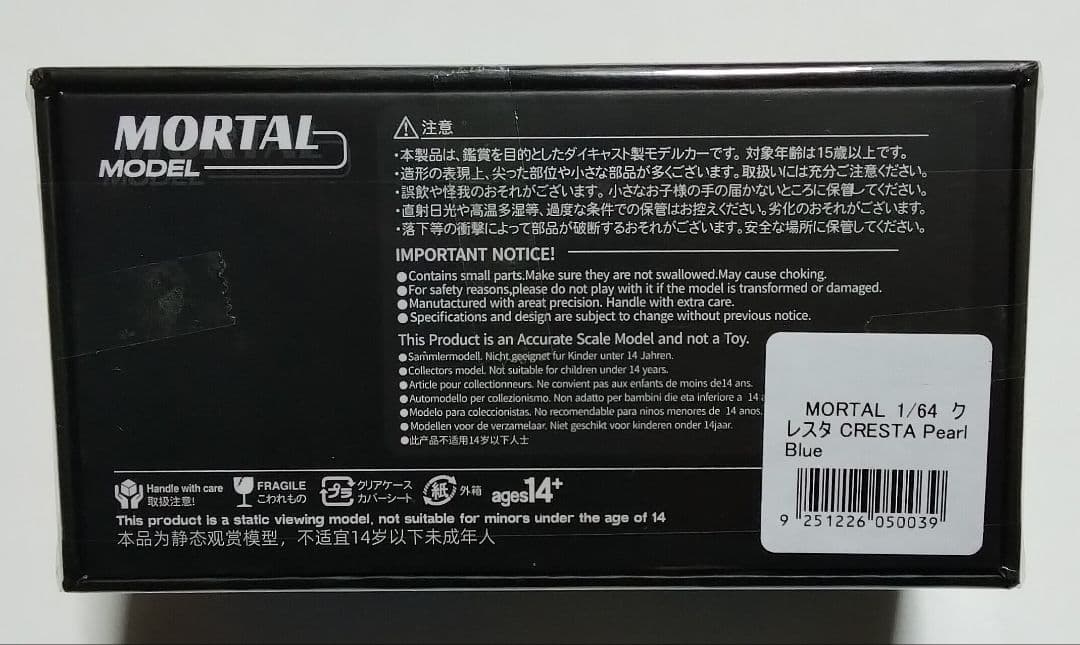 MORTAL
MODEL
注意
・本製品は、鑑賞を目的としたダイキャスト製モデルカーです。対象年齢は15歳以上です。
・造形の表現上、尖った部位や小さな部品が多くございます。取扱いには充分ご注意ください。
・誤飲や怪我のおそれがございます。小さなお子様の手の届かないところに保管してください。
・直射日光や高温多湿等、過度な条件での保管はお控えください。劣化のおそれがございます。
・落下等の衝撃によって部品が破断するおそれがございます。安全な場所に保管してください。
IMPORTANT NOTICE!
●Contains small parts.Make sure they are not swallowed.May cause choking.
●For safety reasons,please do not play with it if the model is transformed or damaged.
●Manutactured with areat precision. Handle with extra care.
●Specifications and design are subject to change without previous notice.
This Product is an Accurate Scale Model and not a Toy.
●Sammlermodell. Nicht geeignet fur Kinder unter 14 Jahren.
●Collectors model. Not suitable for children under 14 years.
●Article pour collectionneurs. Ne convient pas aux enfants de moins de14 ans.
●Automodello per collezionismo. Non adatto per bambini die eta inferiore a 14 a
●Modelo para coleccionistas. No recomendable para ninos menores de 14 anos.
●Modellen voor de verzamelaar. Niet geschikt voor kinderen onder 14jaar.
●此产品不适用14岁以下人士
MORTAL 1/64 ク
レスタ CRESTA Pearl
Blue
9 251226 050039
Handle with care
取扱注意!
FRAGILE
こわれもの
プラ
クリアケース
カバーシート
紙
外箱
ages14+
This product is a static viewing model, not suitable for minors under the age of 14
本品为静态观赏模型，不适宜14岁以下未成年人